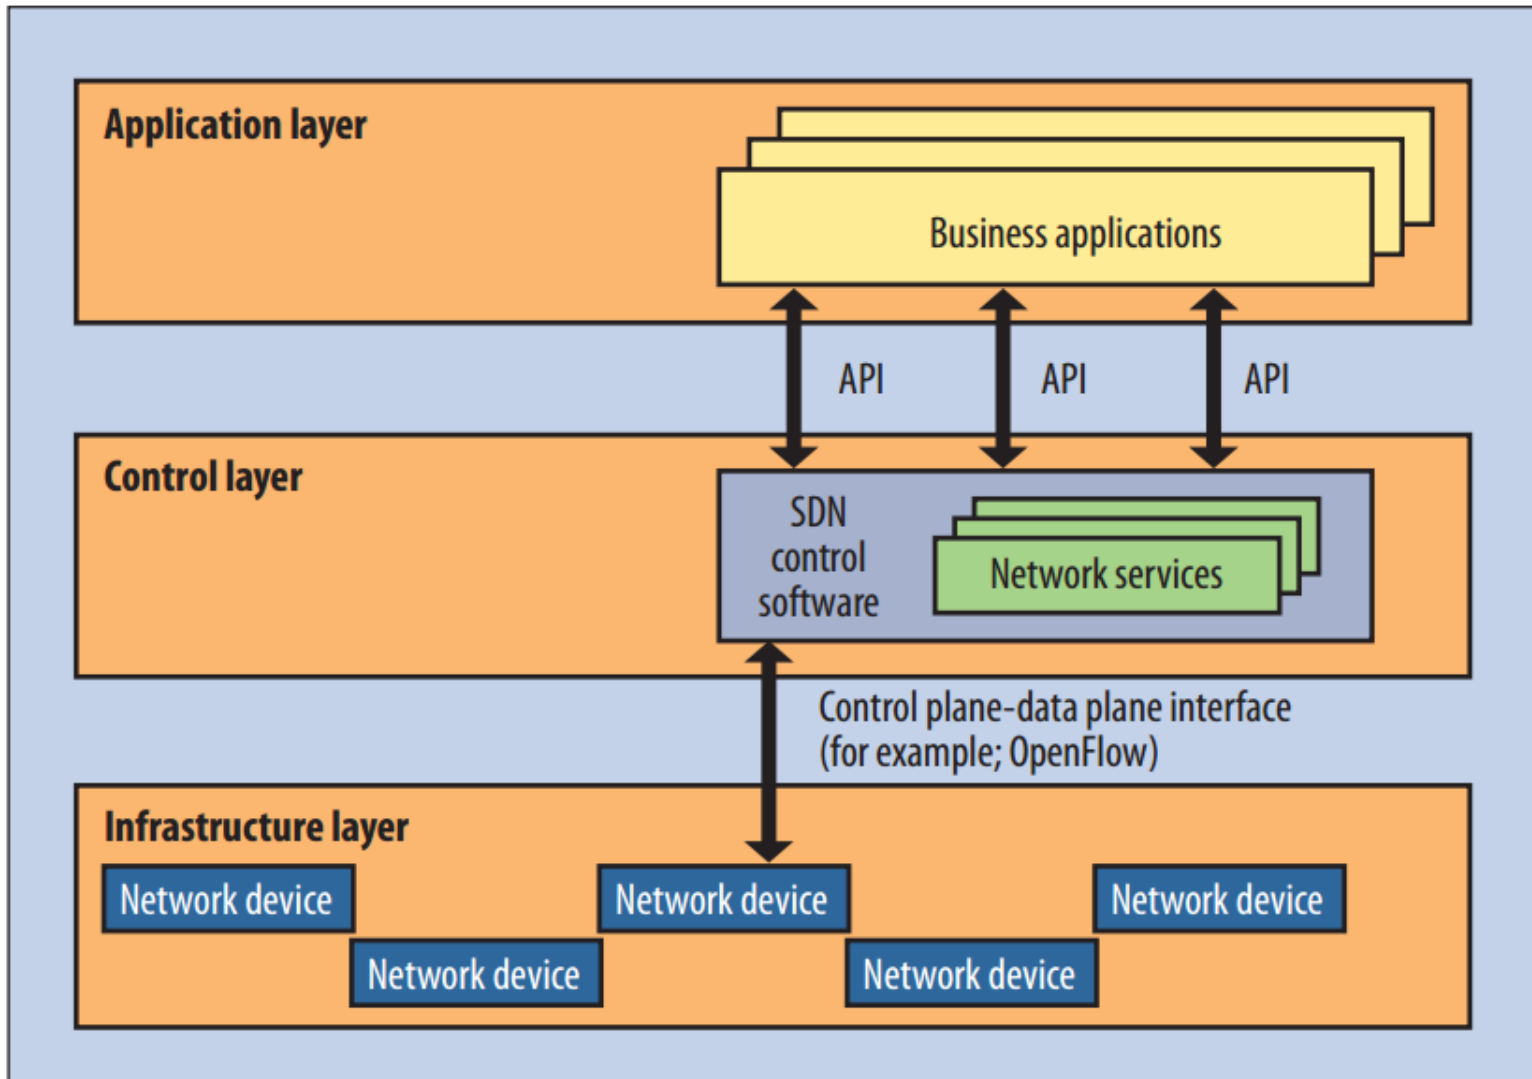 Application layer
Business applications
API
API
API
Control layer
SDN
control
software
Network services
Control plane-data plane interface
(for example; OpenFlow)
Infrastructure layer
Network device
Network device
Network device
Network device
Network device